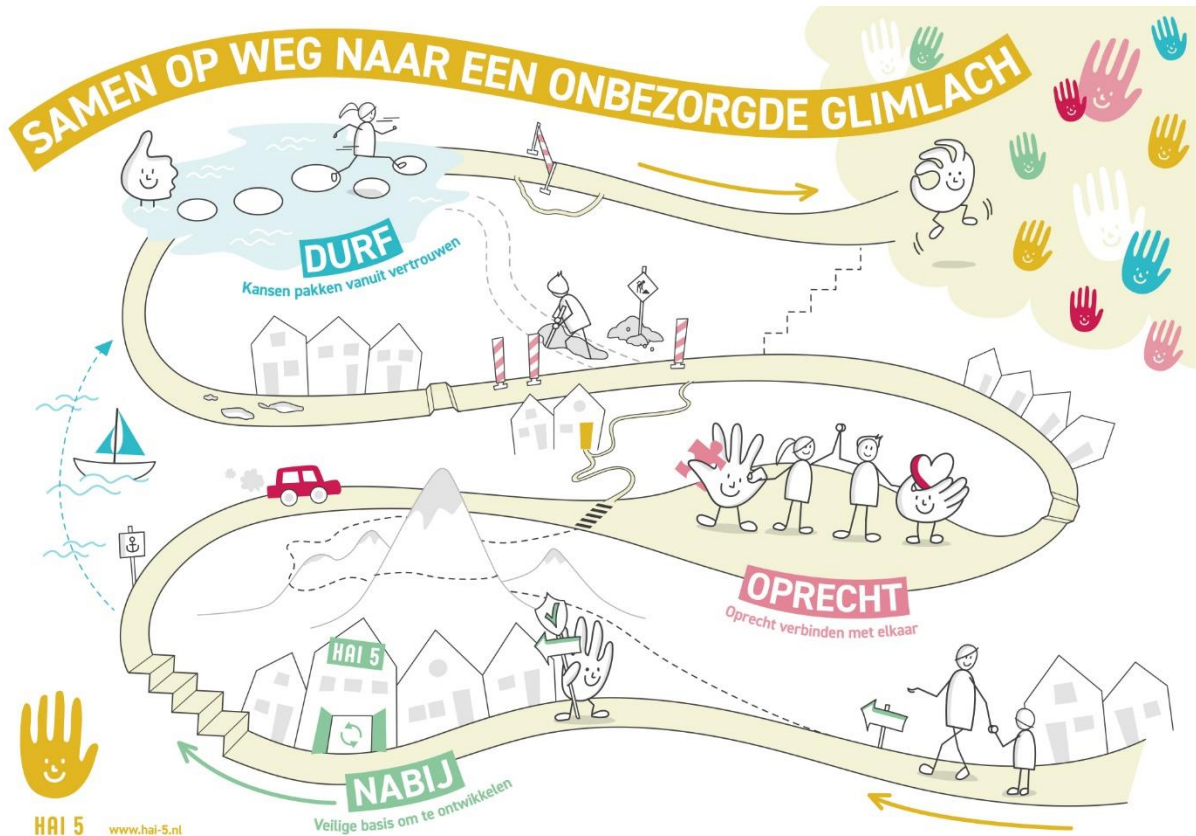 SAMEN OP WEG NAAR EEN ONBEZORGDE GLIMLACH
DURF
Kansen pakken vanuit vertrouwen
OPRECHT
Oprecht verbinden met elkaar
HAI 5
NABIJ
Veilige basis om te ontwikkelen
HAI 5
www.hai-5.nl